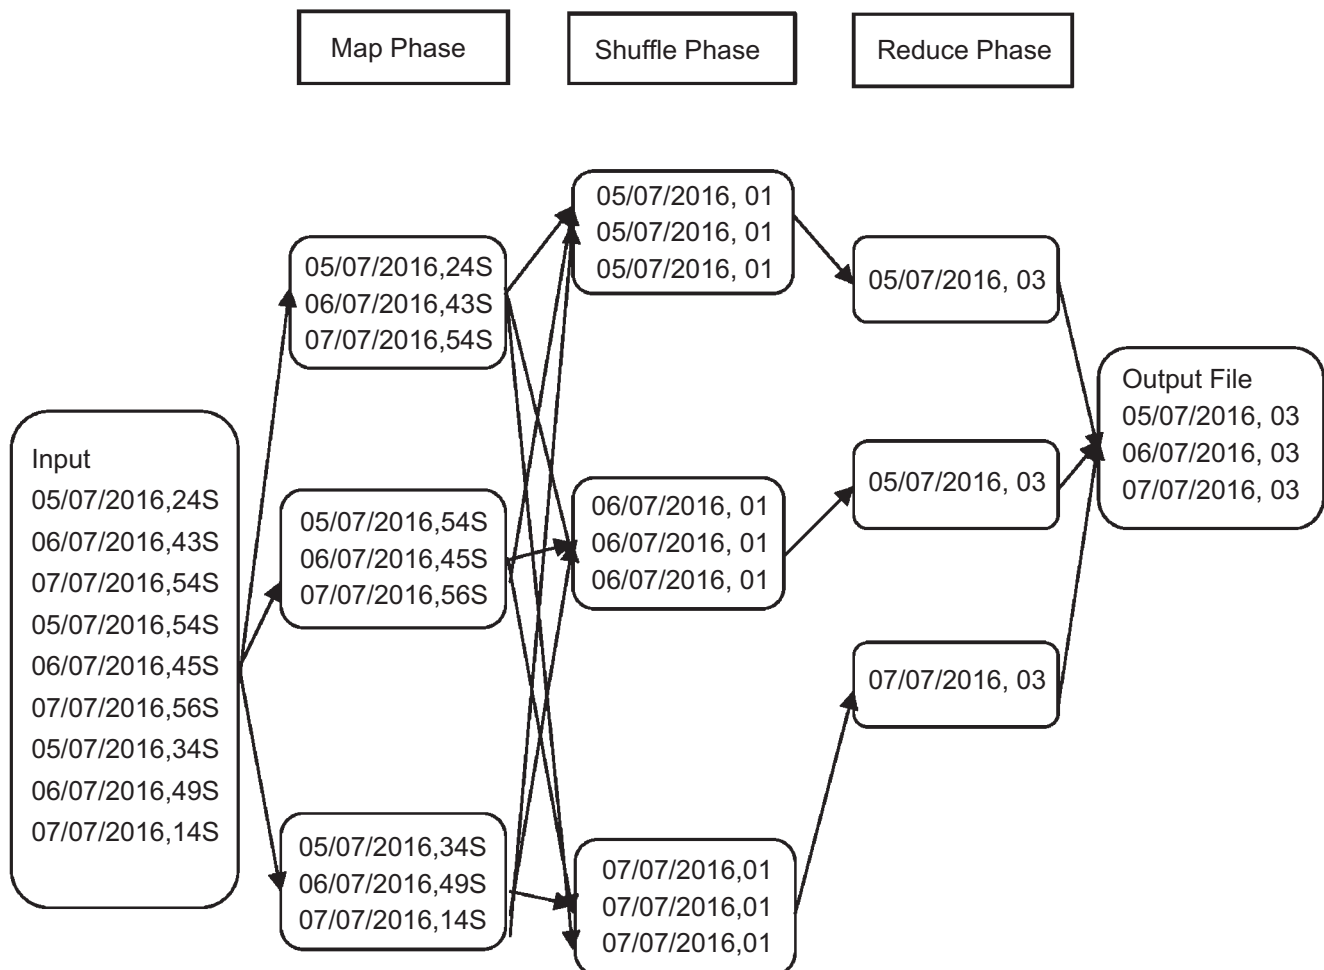 Map Phase
Shuffle Phase
Reduce Phase
Input
05/07/2016,24S
06/07/2016,43S
07/07/2016,54S
05/07/2016,54S
06/07/2016,45S
07/07/2016,56S
05/07/2016,34S
06/07/2016,49S
07/07/2016,14S
05/07/2016,24S
06/07/2016,43S
07/07/2016,54S
05/07/2016,54S
06/07/2016,45S
07/07/2016,56S
05/07/2016,34S
06/07/2016,49S
07/07/2016,14S
05/07/2016, 01
05/07/2016, 01
05/07/2016, 01
06/07/2016, 01
06/07/2016, 01
06/07/2016, 01
07/07/2016,01
07/07/2016,01
07/07/2016,01
05/07/2016, 03
05/07/2016, 03
07/07/2016, 03
Output File
05/07/2016, 03
06/07/2016, 03
07/07/2016, 03